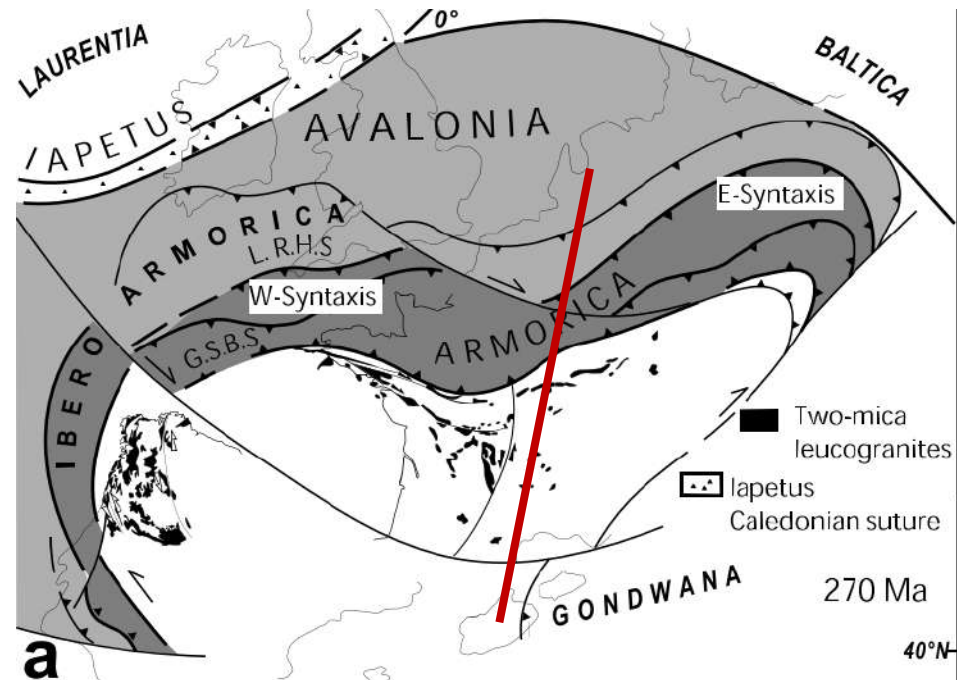 LAURENTIA
0°
BALTICA
IAPETUS
AVALONIA
E-Syntaxis
ARMORICA
L. R.H.S
W-Syntaxis
ARMORICA
G.S.B.S
IBERO
Two-mica
leucogranites
Iapetus
Caledonian suture
GONDWANA
270 Ma
a
40°N